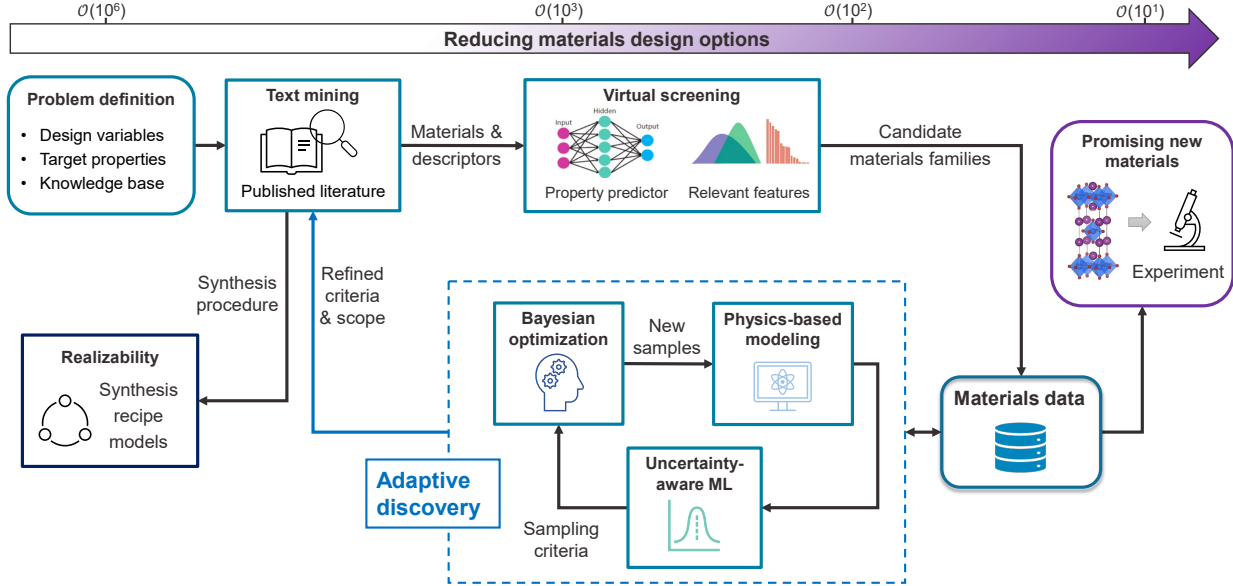 𝒪(10⁶)
𝒪(10³)
𝒪(10²)
𝒪(10¹)
Reducing materials design options
Problem definition
• Design variables
• Target properties
• Knowledge base
Text mining
Published literature
Materials &
descriptors
Virtual screening
Input
Hidden
Output
Property predictor
Relevant features
Candidate
materials families
Promising new
materials
Experiment
Synthesis
procedure
Refined
criteria
& scope
Realizability
Synthesis
recipe
models
Bayesian
optimization
New
samples
Physics-based
modeling
Materials data
Adaptive
discovery
Uncertainty-
aware ML
Sampling
criteria